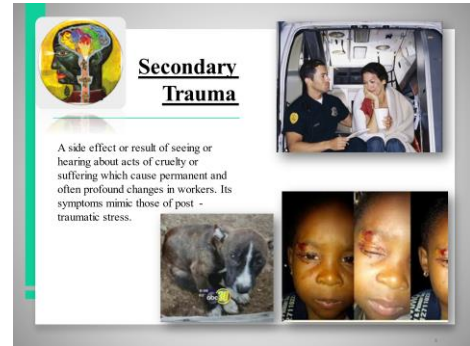 Secondary
Trauma
A side effect or result of seeing or
hearing about acts of cruelty or
suffering which cause permanent and
often profound changes in workers. Its
symptoms mimic those of post -
traumatic stress.
abc